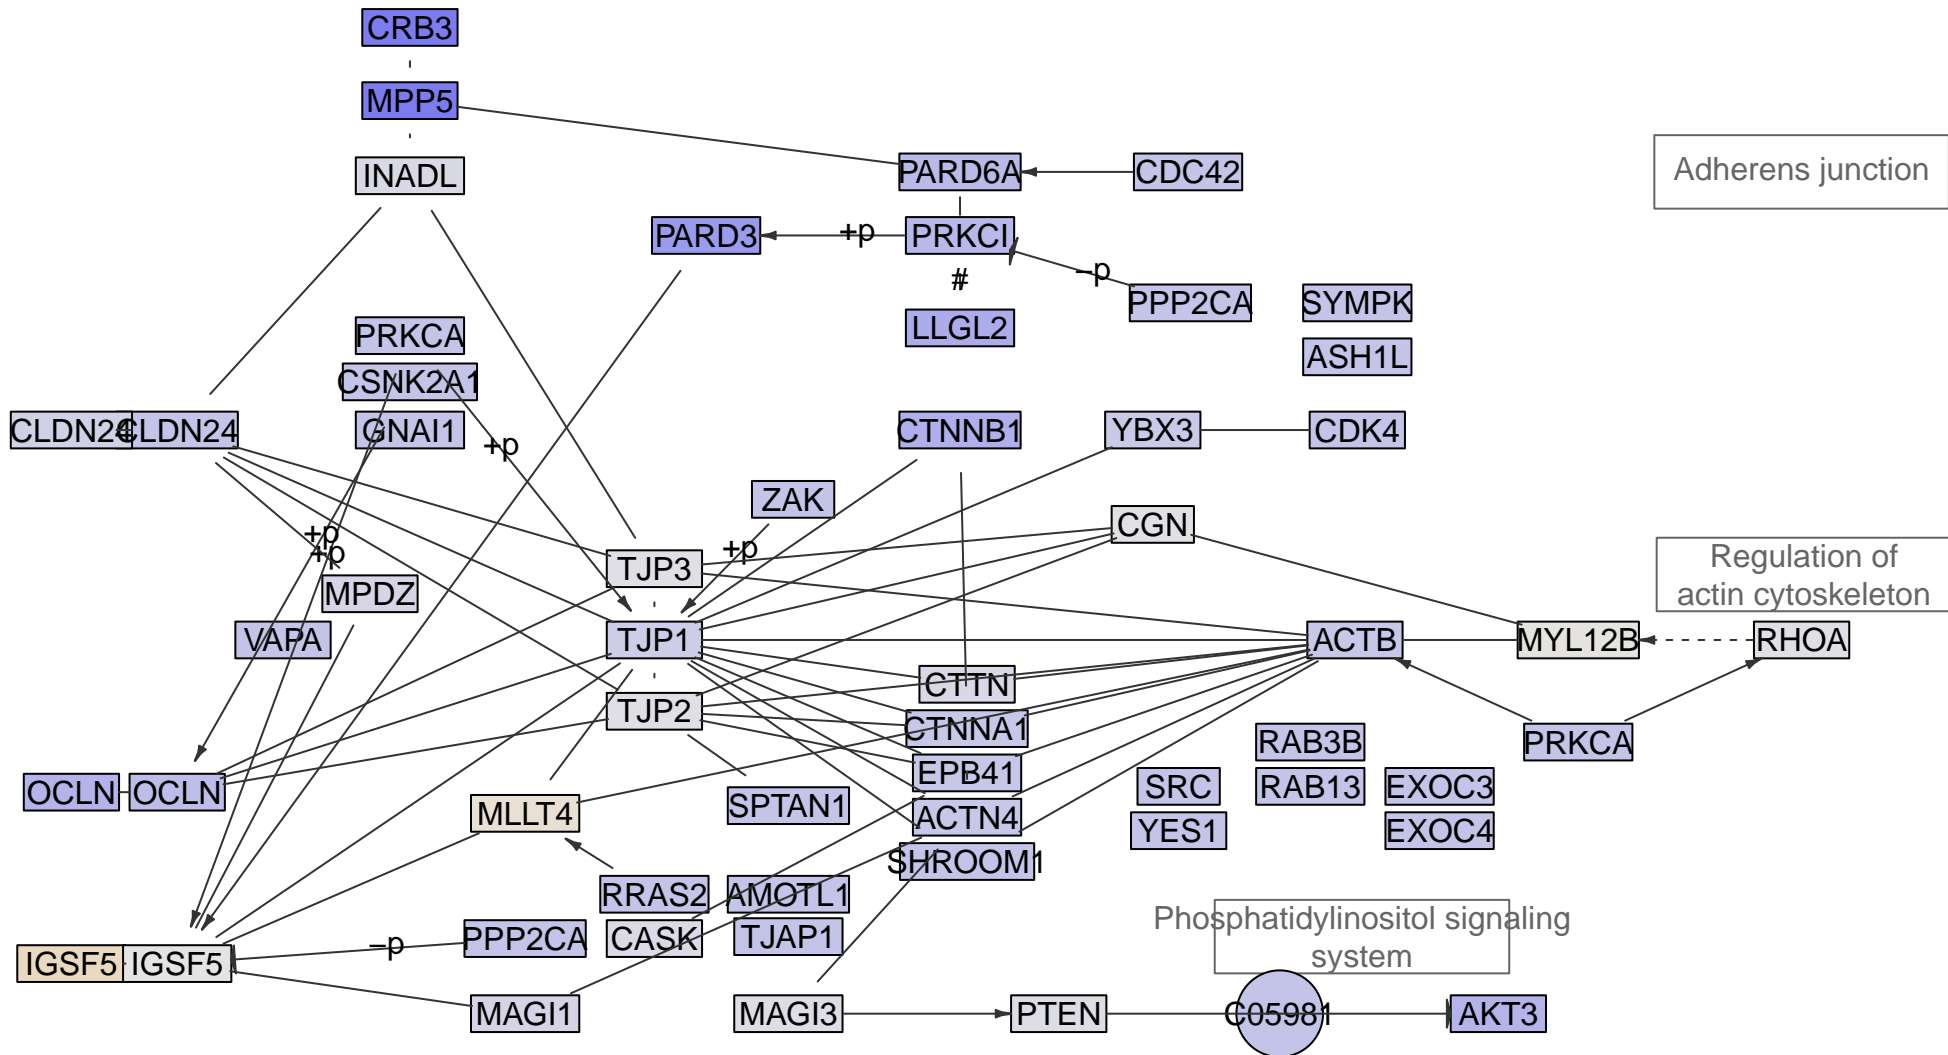 CRB3
MPP5
INADL
PARD6A
CDC42
Adherens junction
PARD3
+p
PRKCI
−p
#
PPP2CA
SYMPK
PRKCA
LLGL2
ASH1L
CSNK2A1
CLDN24
CLDN24
GNAI1
+p
CTNNB1
YBX3
CDK4
ZAK
CGN
+p
+p
+p
TJP3
MPDZ
Regulation of
actin cytoskeleton
VAPA
TJP1
ACTB
MYL12B
RHOA
CTTN
TJP2
CTNNA1
RAB3B
PRKCA
EPB41
OCLN
OCLN
MLLT4
SPTAN1
ACTN4
SRC
RAB13
EXOC3
YES1
EXOC4
SHROOM1
RRAS2
AMOTL1
PPP2CA
CASK
TJAP1
Phosphatidylinositol signaling
system
−p
IGSF5
IGSF5
MAGI1
MAGI3
PTEN
C05981
AKT3